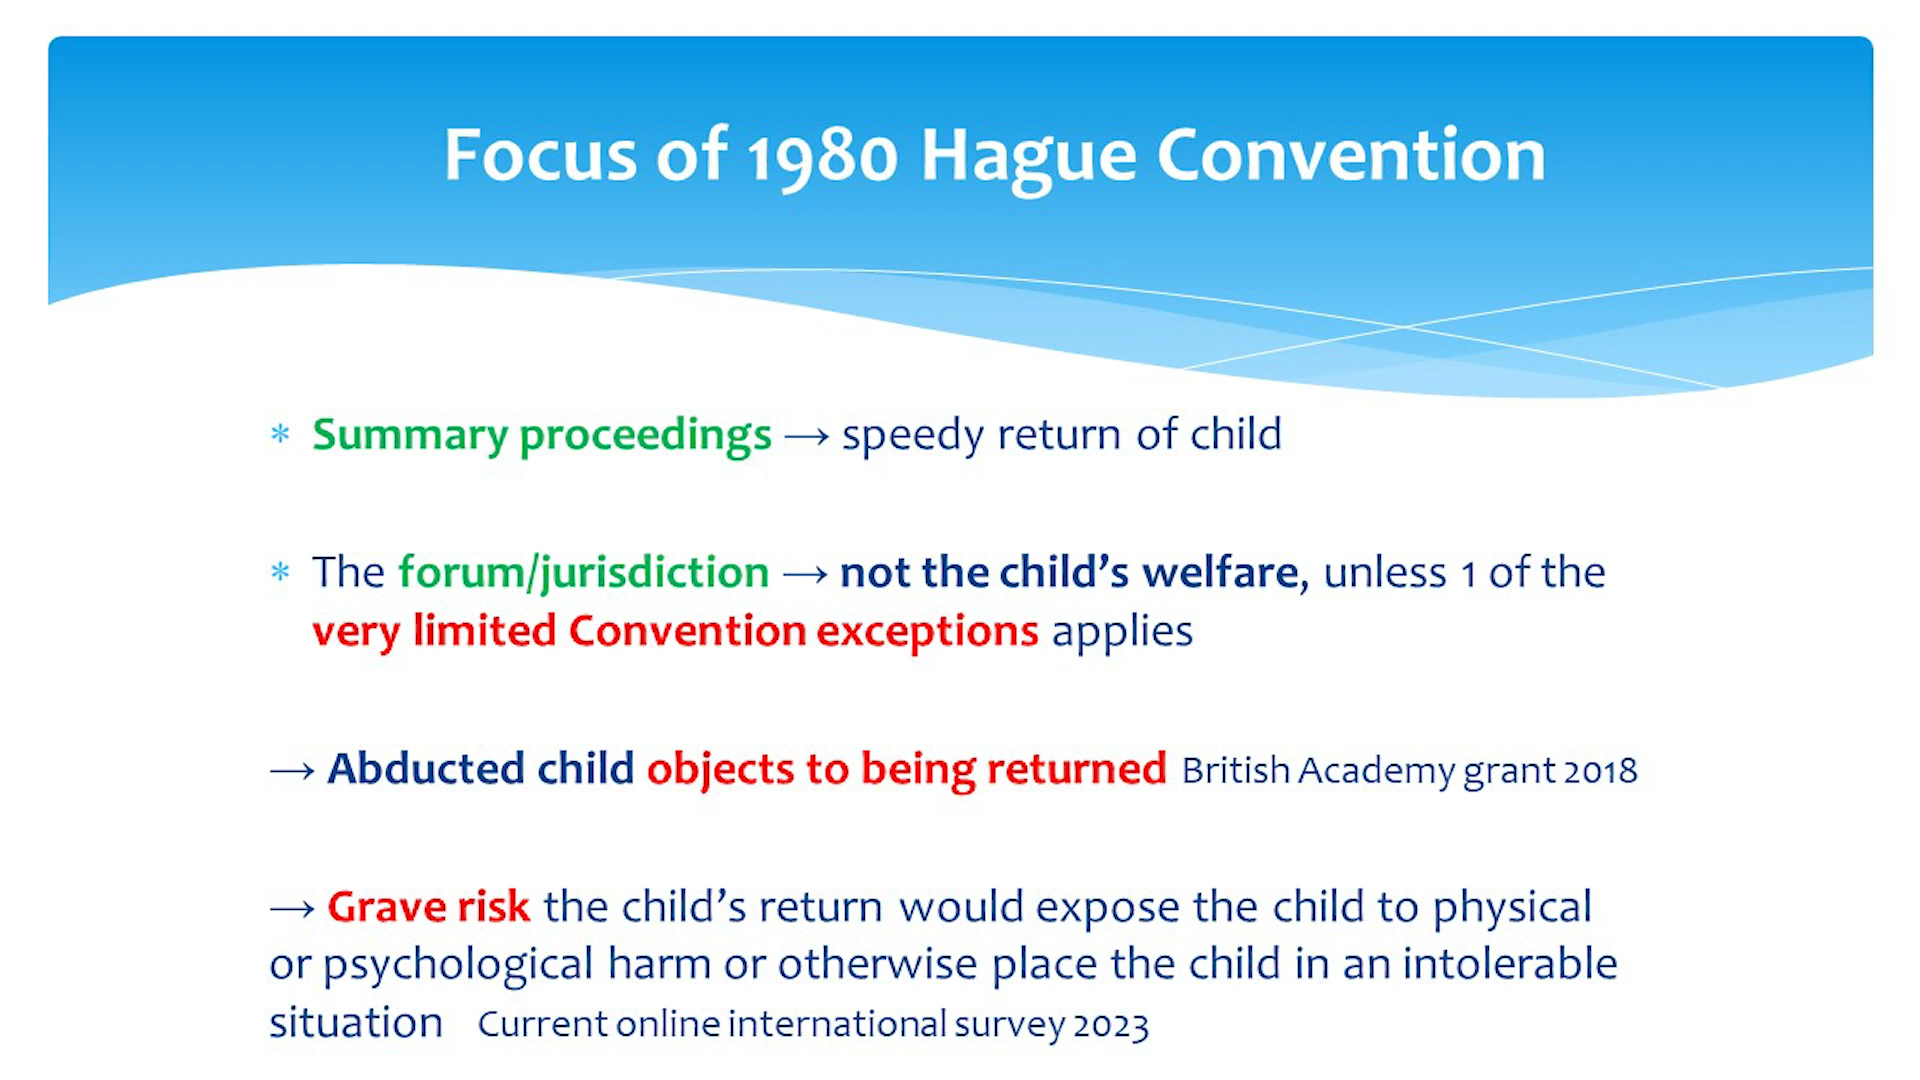 Focus of 1980 Hague Convention
* Summary proceedings → speedy return of child
* The forum/jurisdiction → not the child’s welfare, unless 1 of the
very limited Convention exceptions applies
→ Abducted child objects to being returned British Academy grant 2018
→ Grave risk the child’s return would expose the child to physical
or psychological harm or otherwise place the child in an intolerable
situation Current online international survey 2023